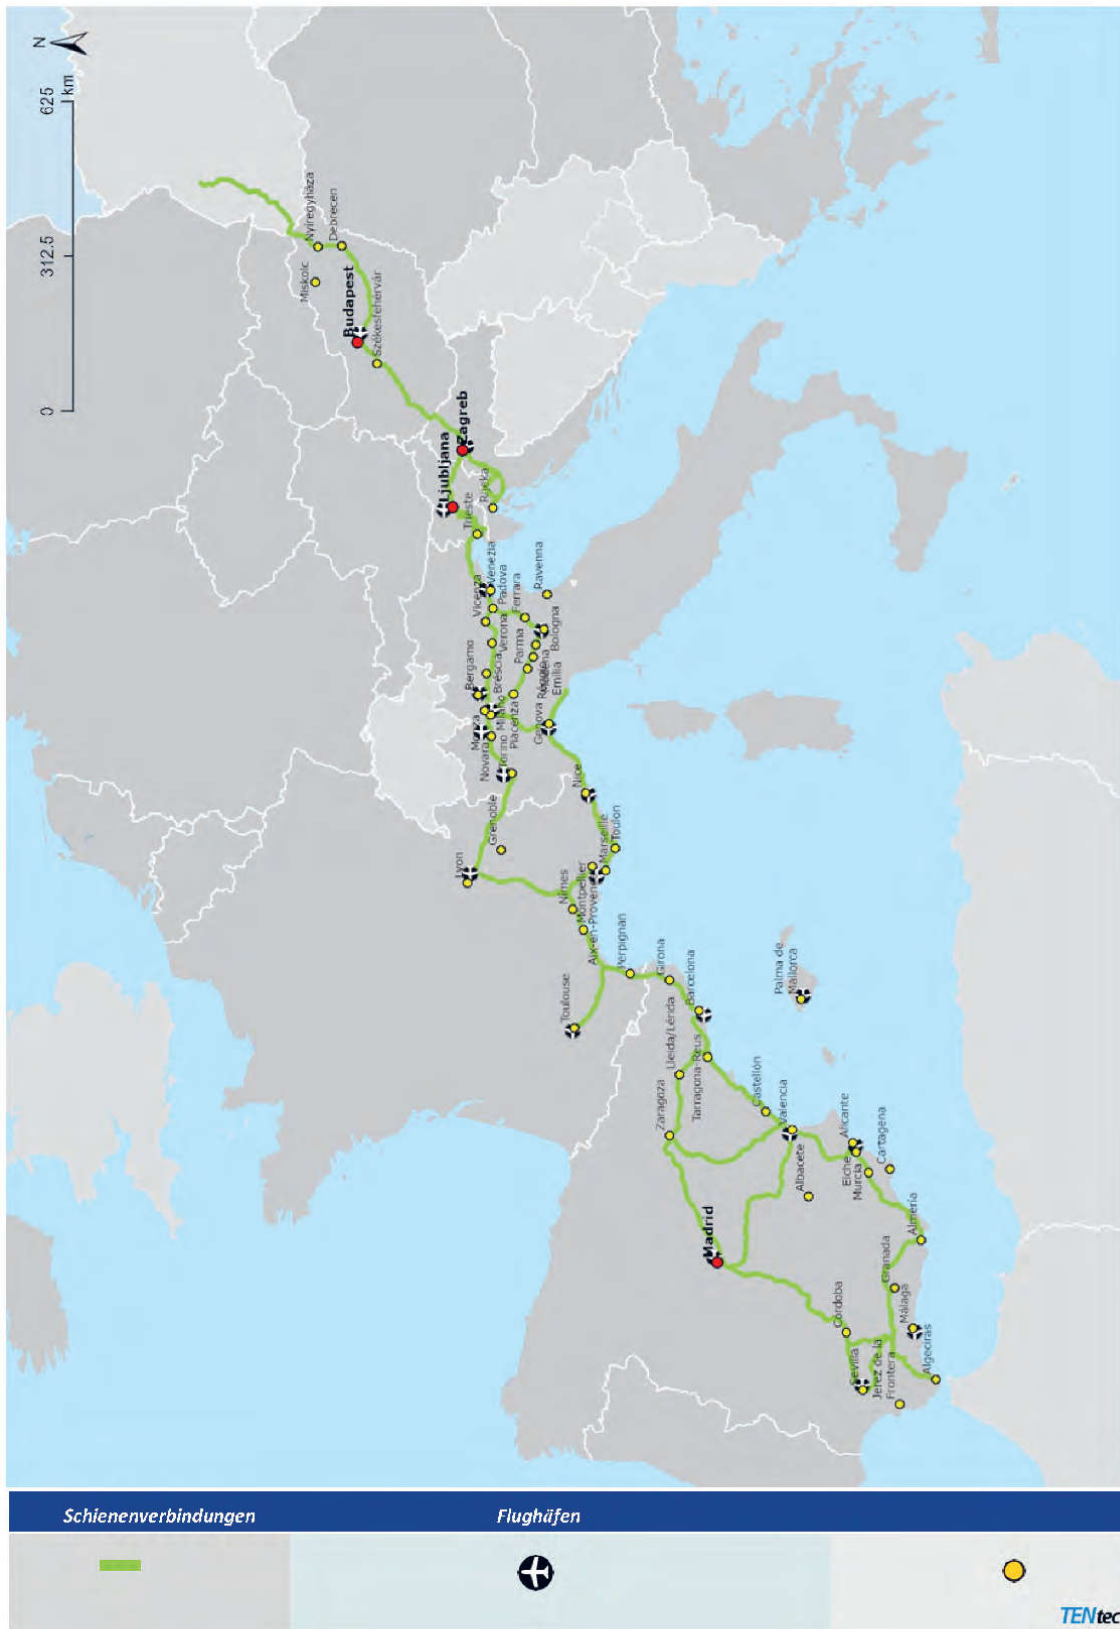 N
625
km
312.5
0
Nyíregyháza
Debrecen
Miskolc
Budapest
Székesfehérvár
Zagreb
Ljubljana
Rijeka
Trieste
Venezia
Vicenza
Padova
Ravenna
Ferrara
Verona
Bologna
Parma
Bergamo
Bréscia
Emilia
Milano
Piacenza
Genova
Monza
Novara
Torino
Nice
Grenoble
Lyon
Marseille
Toulon
Nîmes
Montpellier
Aix-en-Provence
Perpignan
Girona
Toulouse
Barcelona
Palma de
Mallorca
Lleida/Lérida
Tarragona-Reus
Zaragoza
Castellón
Valencia
Alicante
Albacete
Cartagena
Elche
Murcia
Madrid
Almería
Granada
Córdoba
Málaga
Algeciras
Sevilla
Jerez de la
Frontera
Schienenverbindungen
Flughäfen
TENtec